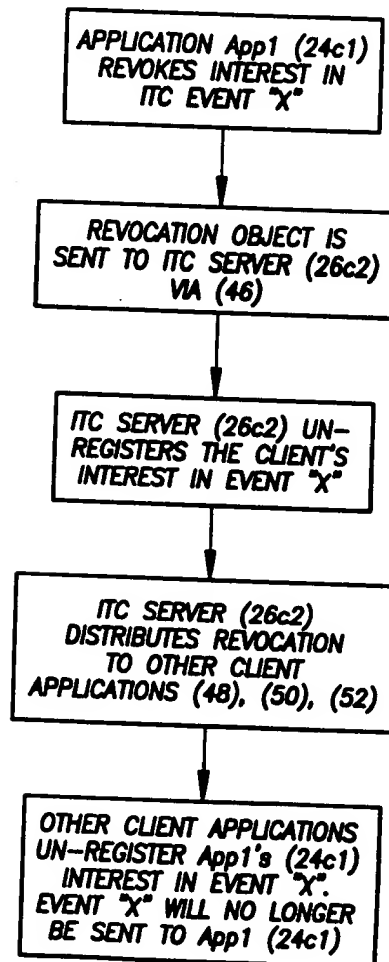 APPLICATION App1 (24c1)
REVOKES INTEREST IN
ITC EVENT "X"
REVOCATION OBJECT IS
SENT TO ITC SERVER (26c2)
VIA (46)
ITC SERVER (26c2) UN-
REGISTERS THE CLIENT'S
INTEREST IN EVENT "X"
ITC SERVER (26c2)
DISTRIBUTES REVOCATION
TO OTHER CLIENT
APPLICATIONS (48), (50), (52)
OTHER CLIENT APPLICATIONS
UN-REGISTER App1's (24c1)
INTEREST IN EVENT "X".
EVENT "X" WILL NO LONGER
BE SENT TO App1 (24c1)